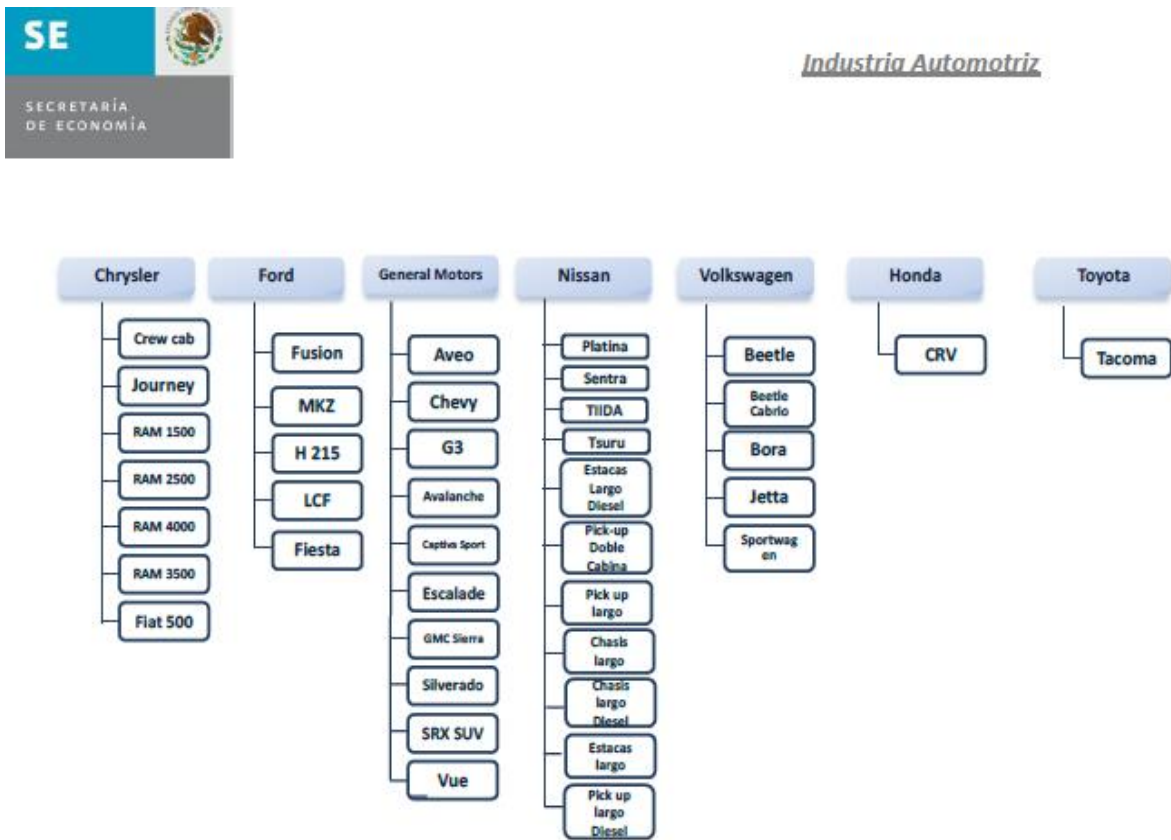 SE
SECRETARÍA
DE ECONOMÍA
Industria Automotriz
Chrysler
Crew cab
Journey
RAM 1500
RAM 2500
RAM 4000
RAM 3500
Fiat 500
Ford
Fusion
MKZ
H 215
LCF
Fiesta
General Motors
Aveo
Chevy
G3
Avalanche
Captiva Sport
Escalade
GMC Sierra
Silverado
SRX SUV
Vue
Nissan
Platina
Sentra
TIIDA
Tsuru
Estacas
Largo
Diesel
Pick-up
Doble
Cabina
Pick up
largo
Chasis
largo
Chasis
largo
Diesel
Estacas
largo
Pick up
largo
Diesel
Volkswagen
Beetle
Beetle
Cabrio
Bora
Jetta
Sportwag
en
Honda
CRV
Toyota
Tacoma